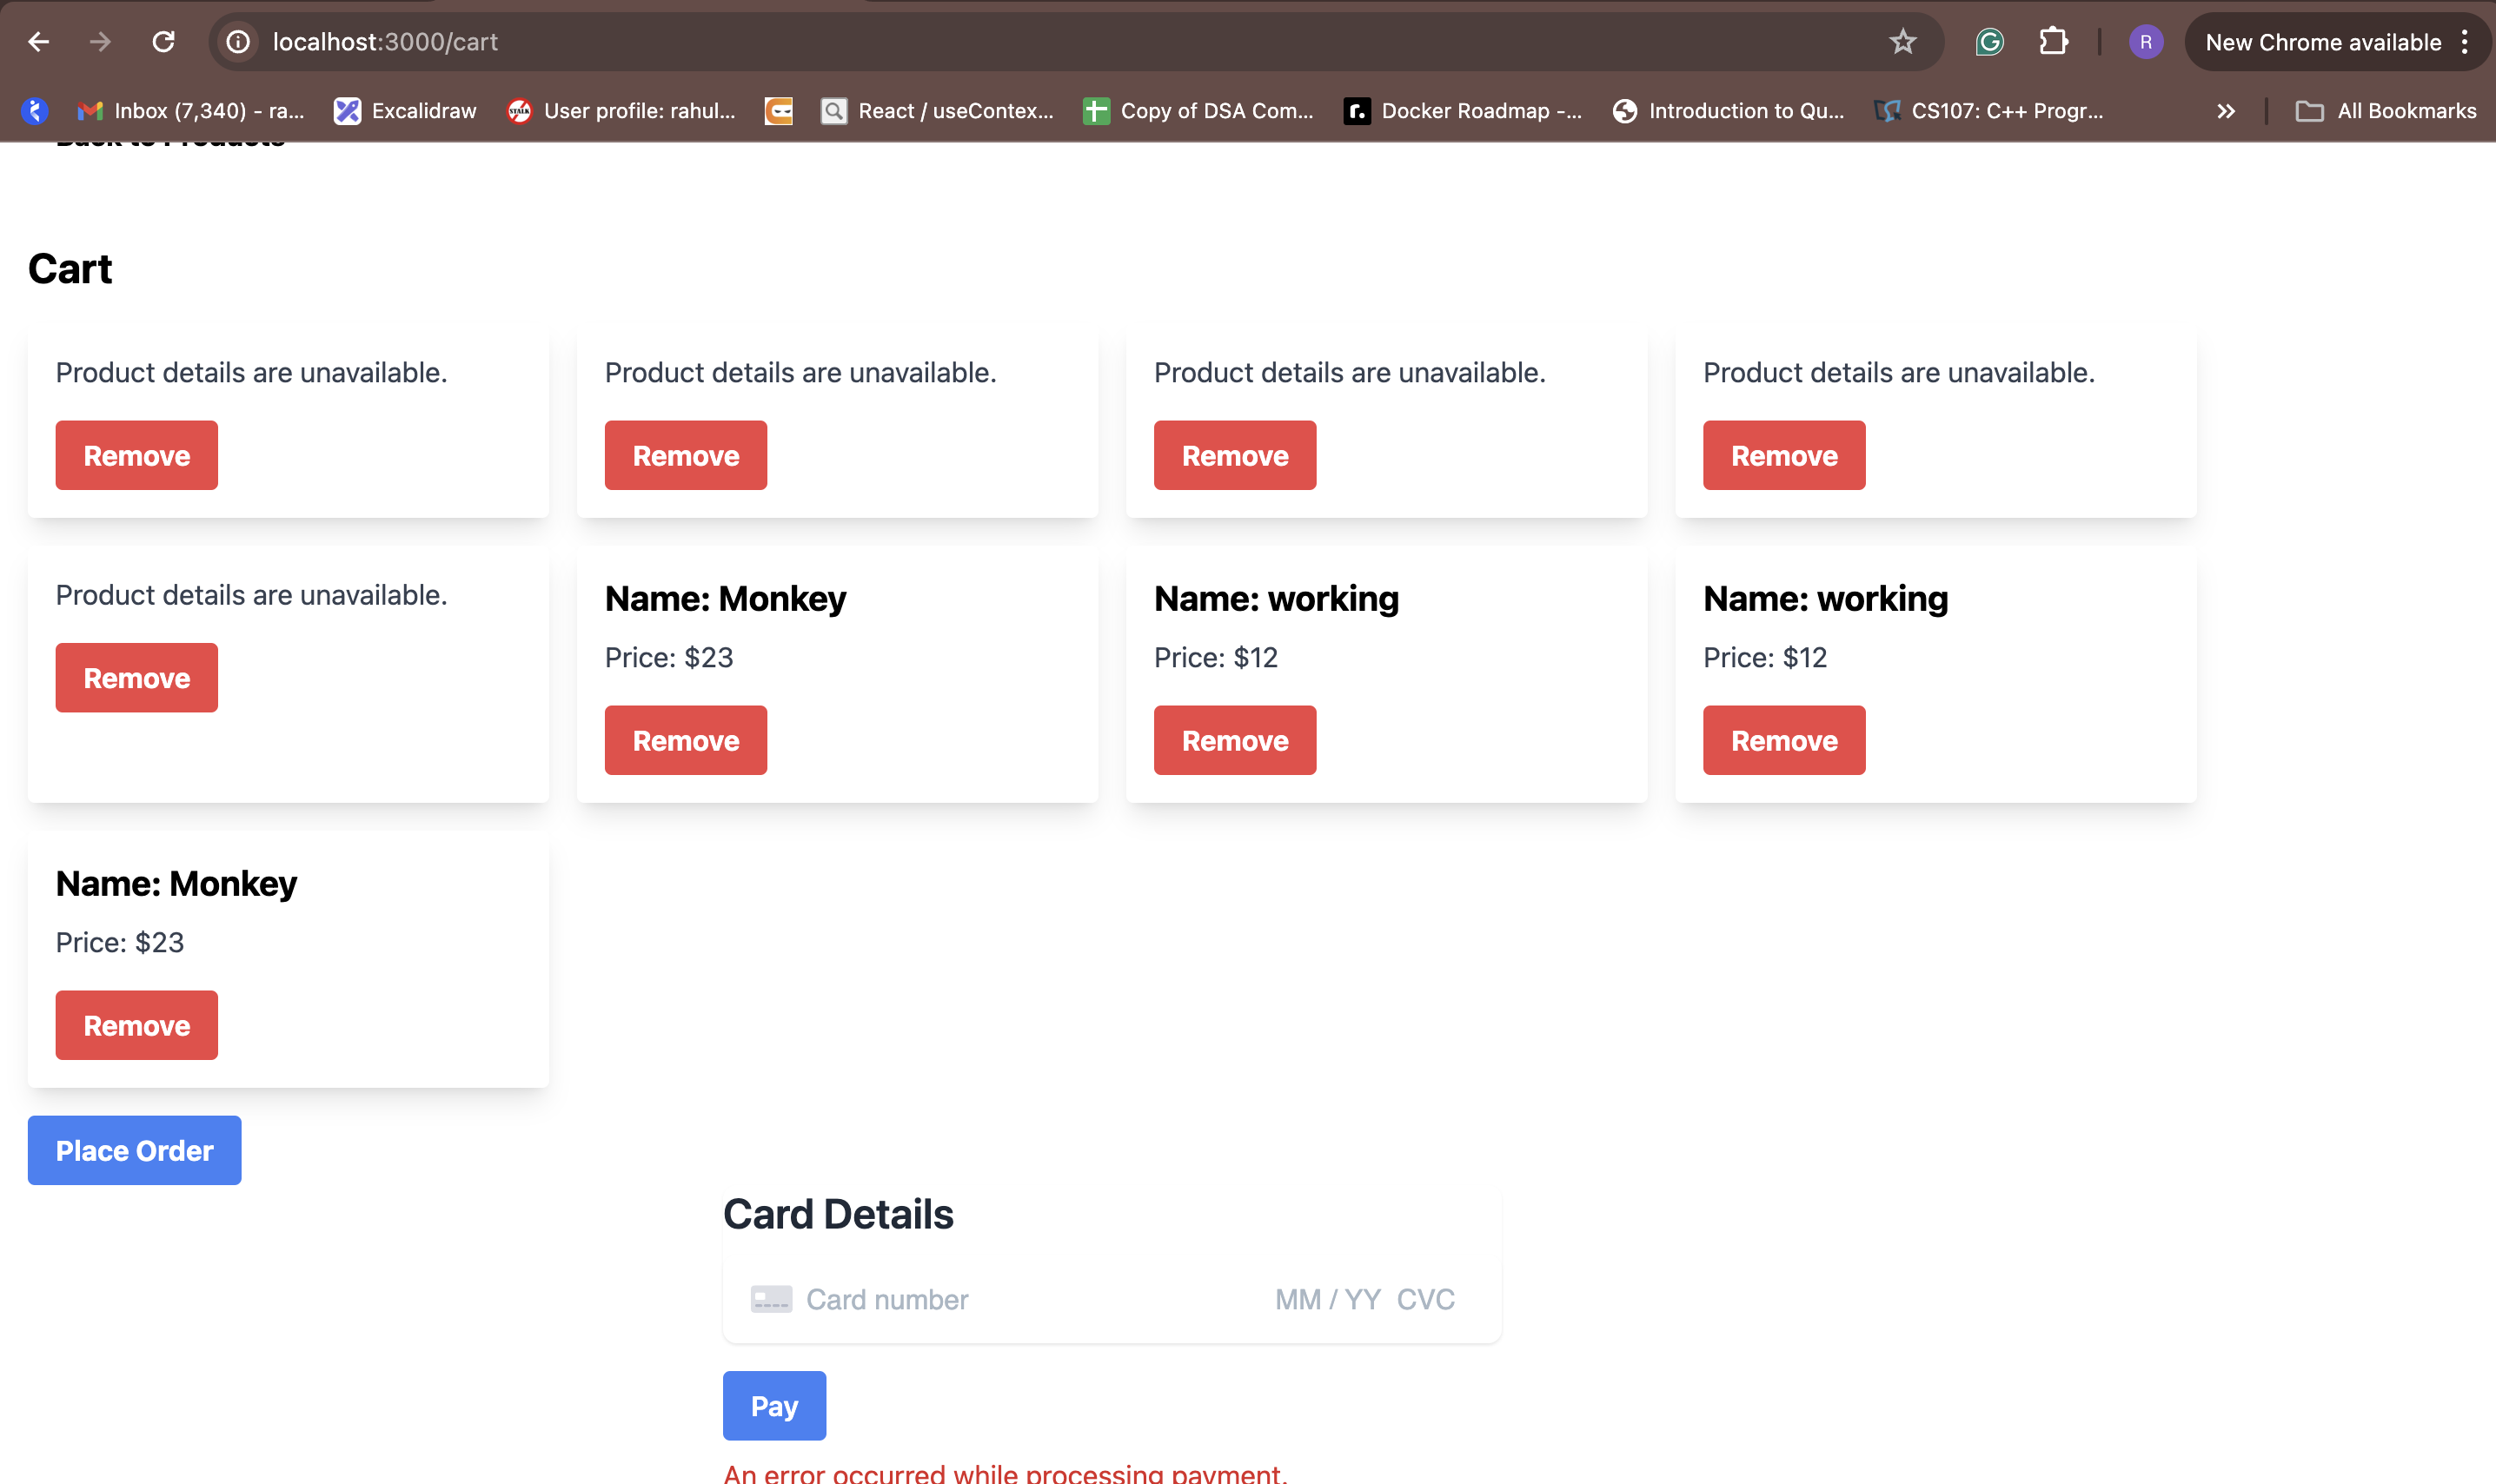 localhost:3000/cart
R
New Chrome available
Inbox (7,340) - ra...
Excalidraw
User profile: rahul...
React / useContex...
Copy of DSA Com...
Docker Roadmap -...
Introduction to Qu...
CS107: C++ Progr...
All Bookmarks
Back to Products
Cart
Product details are unavailable.
Product details are unavailable.
Product details are unavailable.
Product details are unavailable.
Remove
Remove
Remove
Remove
Product details are unavailable.
Remove
Name: Monkey
Price: $23
Remove
Name: working
Price: $12
Remove
Name: working
Price: $12
Remove
Name: Monkey
Price: $23
Remove
Place Order
Card Details
Card number
MM / YY CVC
Pay
An error occurred while processing payment.